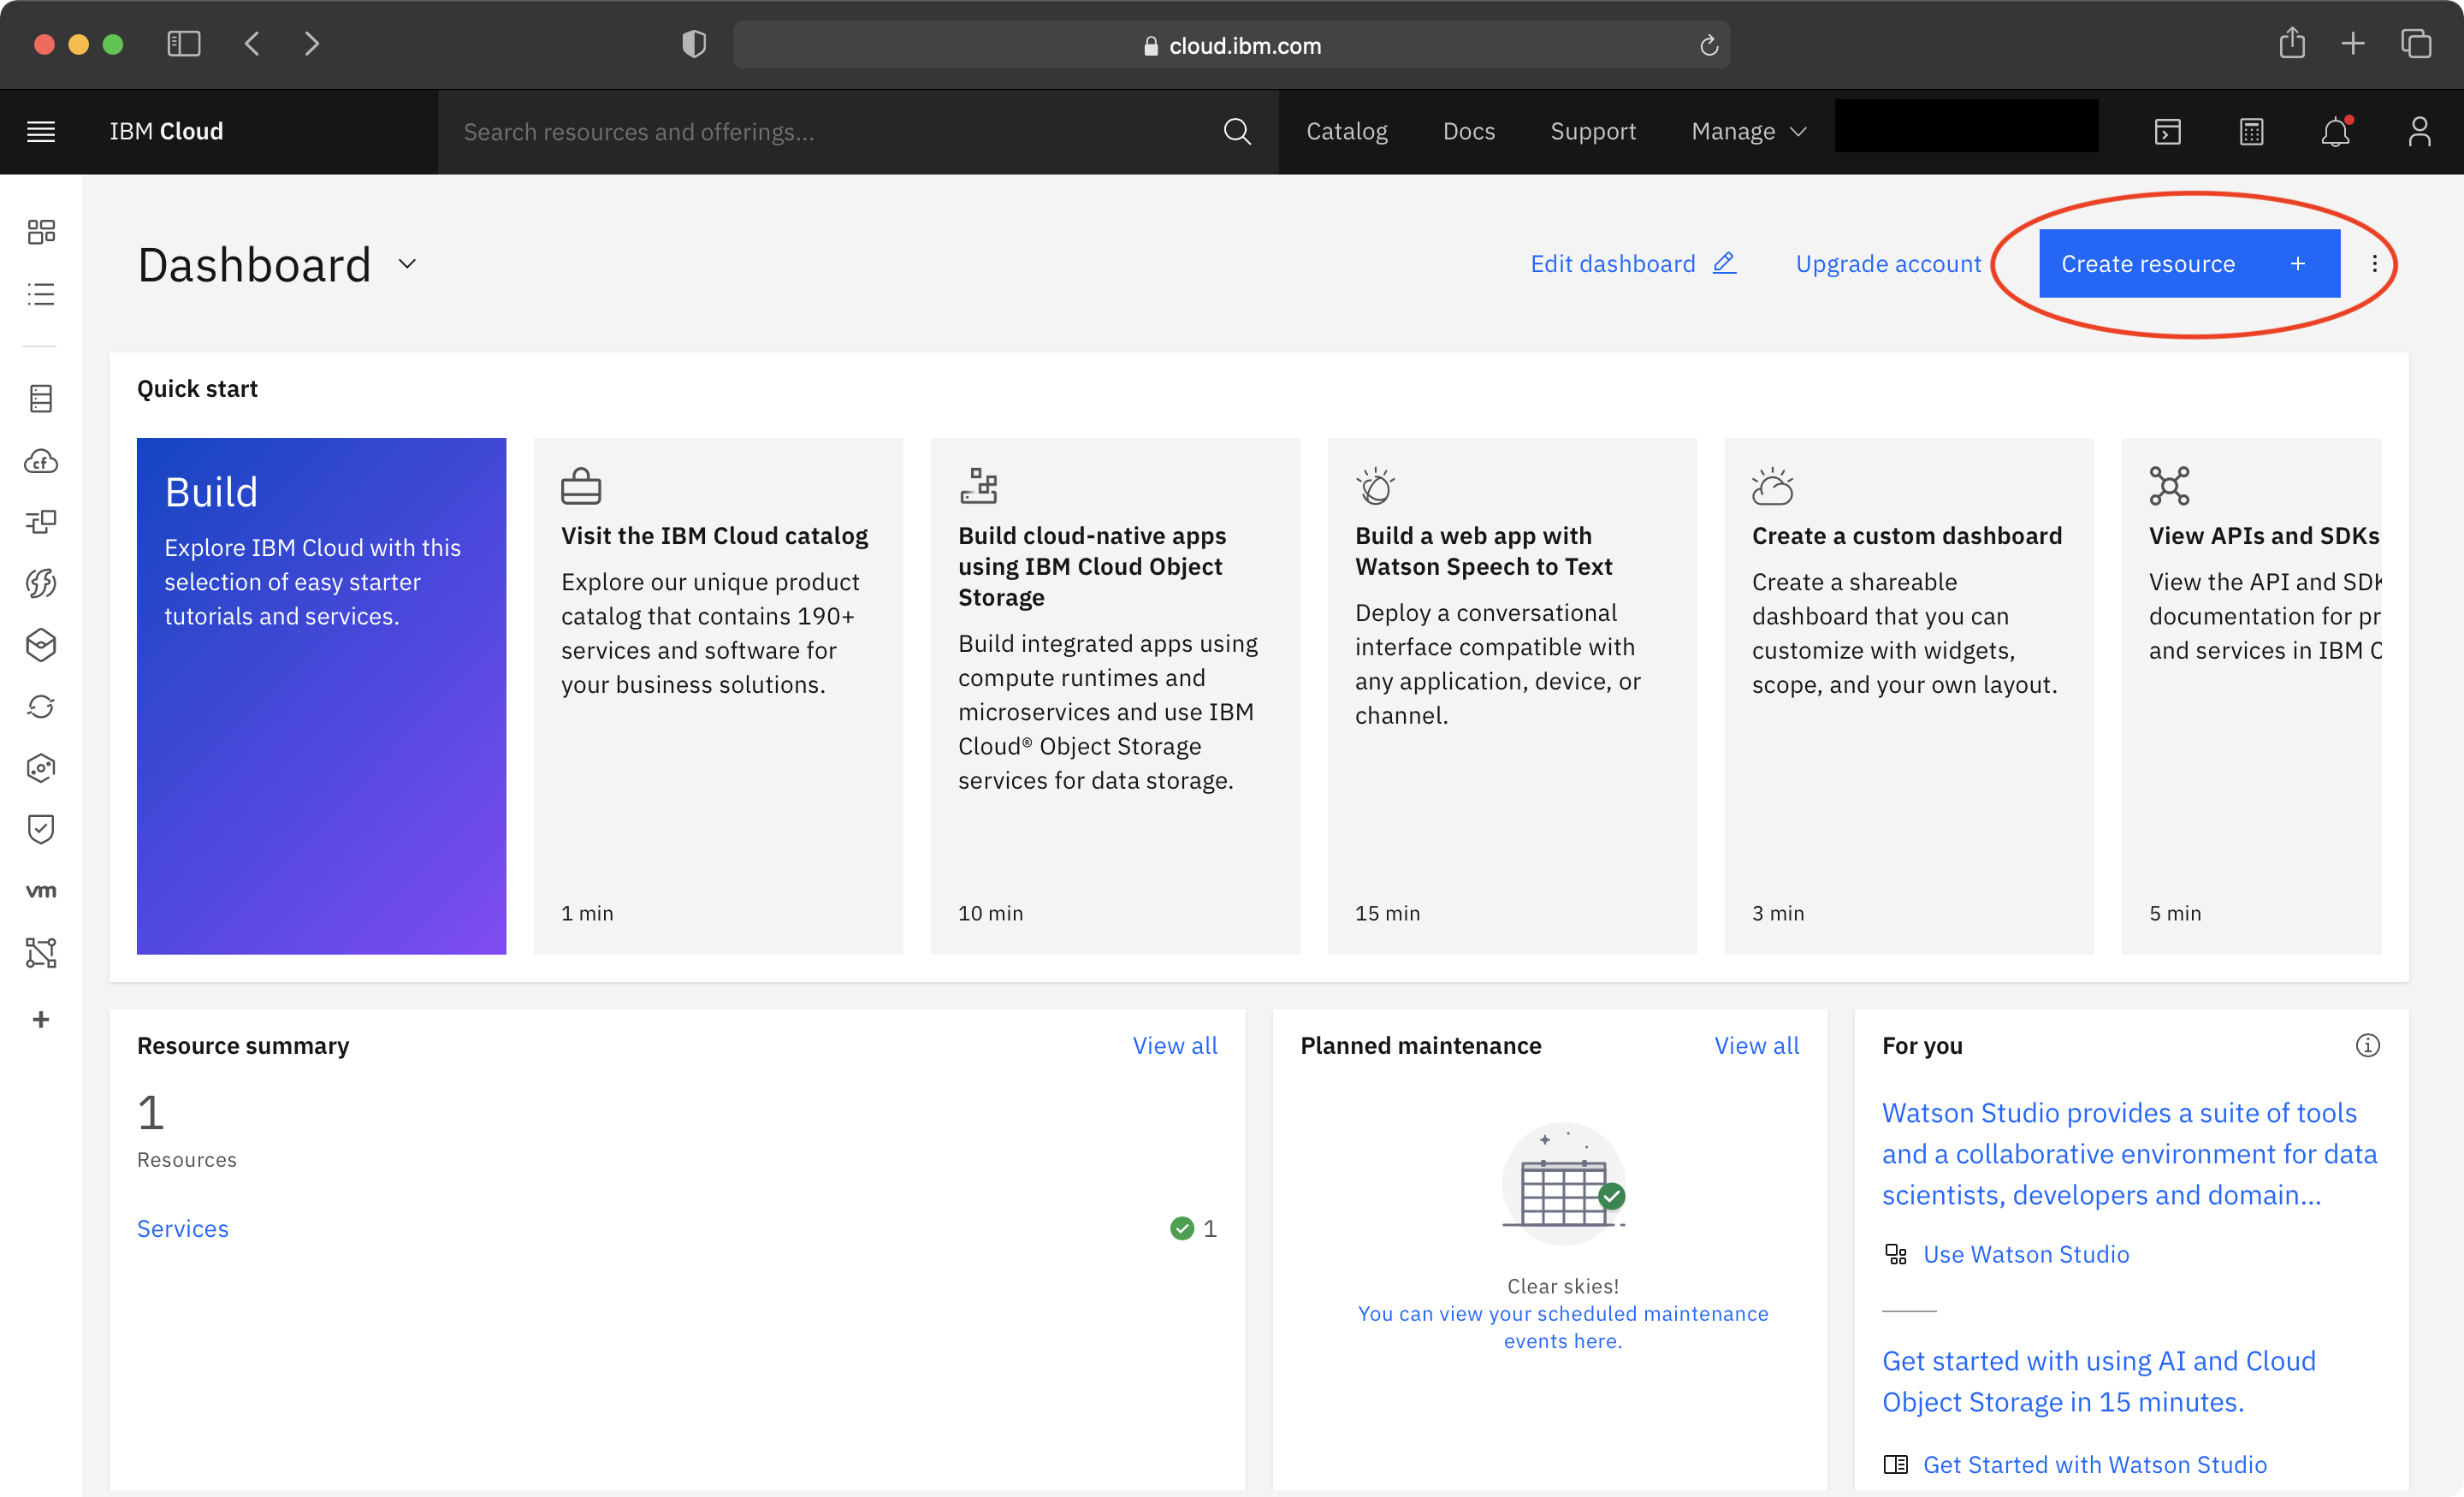 cloud.ibm.com
IBM Cloud
Search resources and offerings...
Catalog
Docs
Support
Manage
Dashboard
Edit dashboard
Upgrade account
Create resource +
Quick start
Build
Explore IBM Cloud with this
selection of easy starter
tutorials and services.
Visit the IBM Cloud catalog
Explore our unique product
catalog that contains 190+
services and software for
your business solutions.
1 min
Build cloud-native apps
using IBM Cloud Object
Storage
Build integrated apps using
compute runtimes and
microservices and use IBM
Cloud® Object Storage
services for data storage.
10 min
Build a web app with
Watson Speech to Text
Deploy a conversational
interface compatible with
any application, device, or
channel.
15 min
Create a custom dashboard
Create a shareable
dashboard that you can
customize with widgets,
scope, and your own layout.
3 min
View APIs and SDKs
View the API and SDK
documentation for pr
and services in IBM C
5 min
cf
vm
Resource summary
View all
1
Resources
Services
1
Planned maintenance
View all
Clear skies!
You can view your scheduled maintenance
events here.
For you
Watson Studio provides a suite of tools
and a collaborative environment for data
scientists, developers and domain...
Use Watson Studio
Get started with using AI and Cloud
Object Storage in 15 minutes.
Get Started with Watson Studio